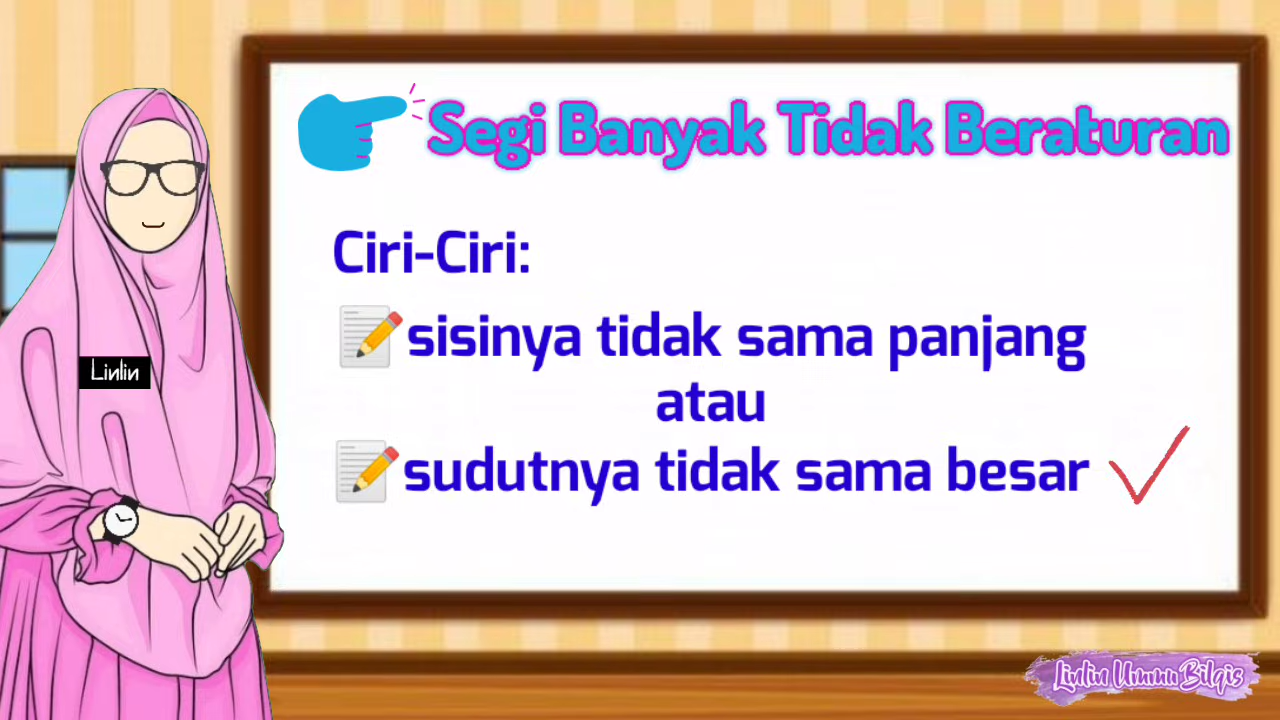 Segi Banyak Tidak Beraturan
Ciri-Ciri:
sisinya tidak sama panjang
atau
sudutnya tidak sama besar
Linlin
Linlin Ummu Bilqis